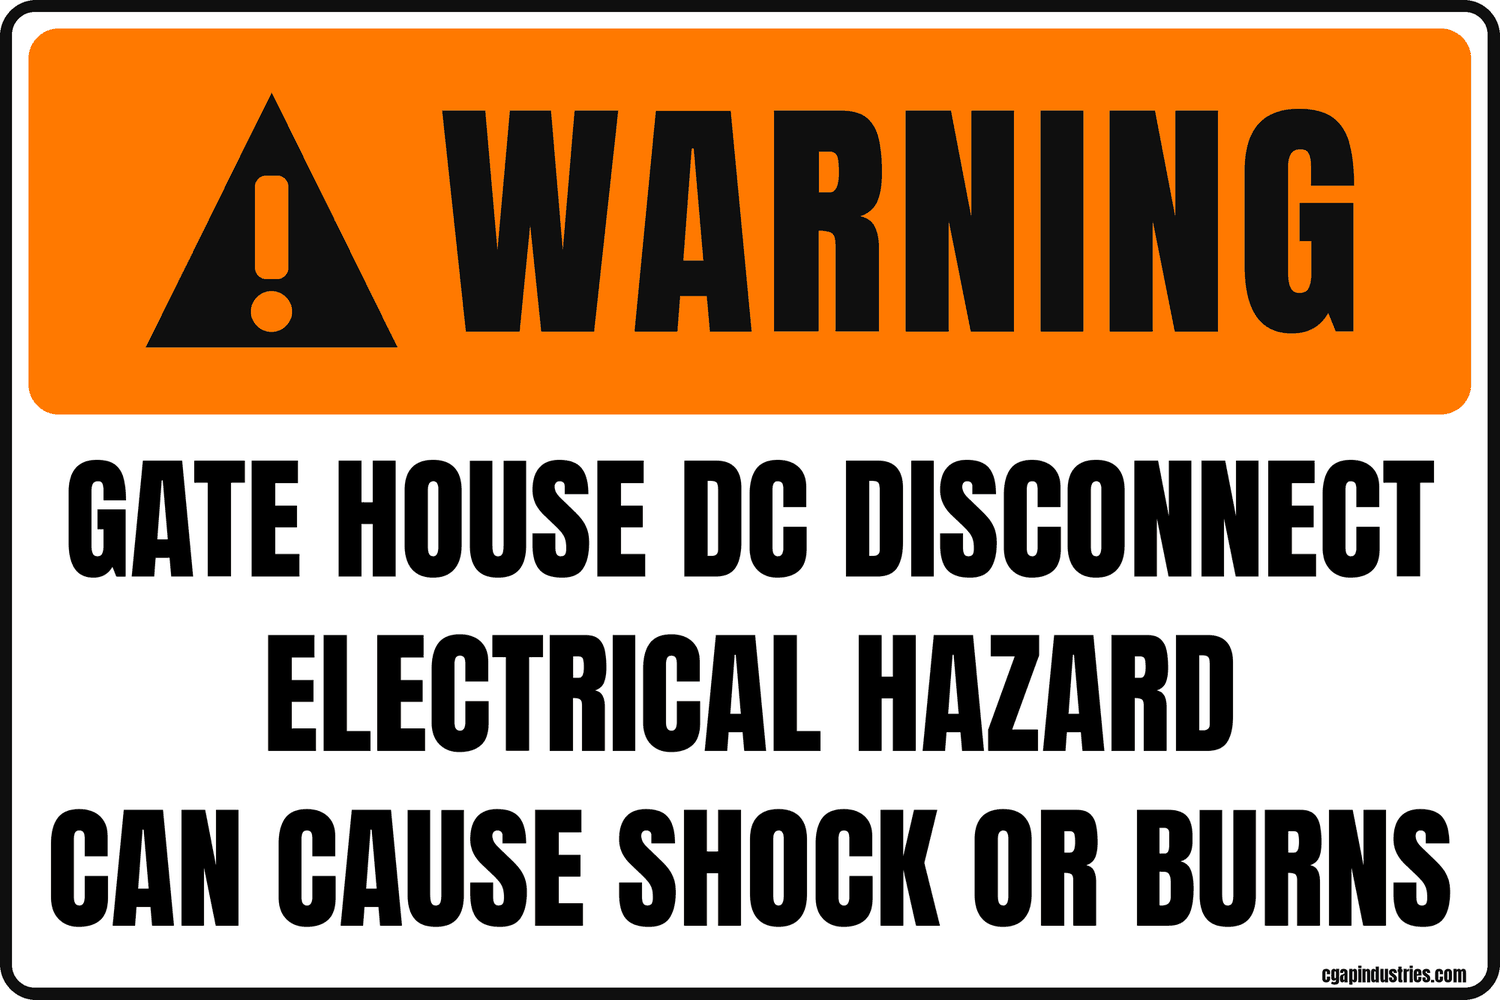 WARNING
GATE HOUSE DC DISCONNECT
ELECTRICAL HAZARD
CAN CAUSE SHOCK OR BURNS
cgapindustries.com